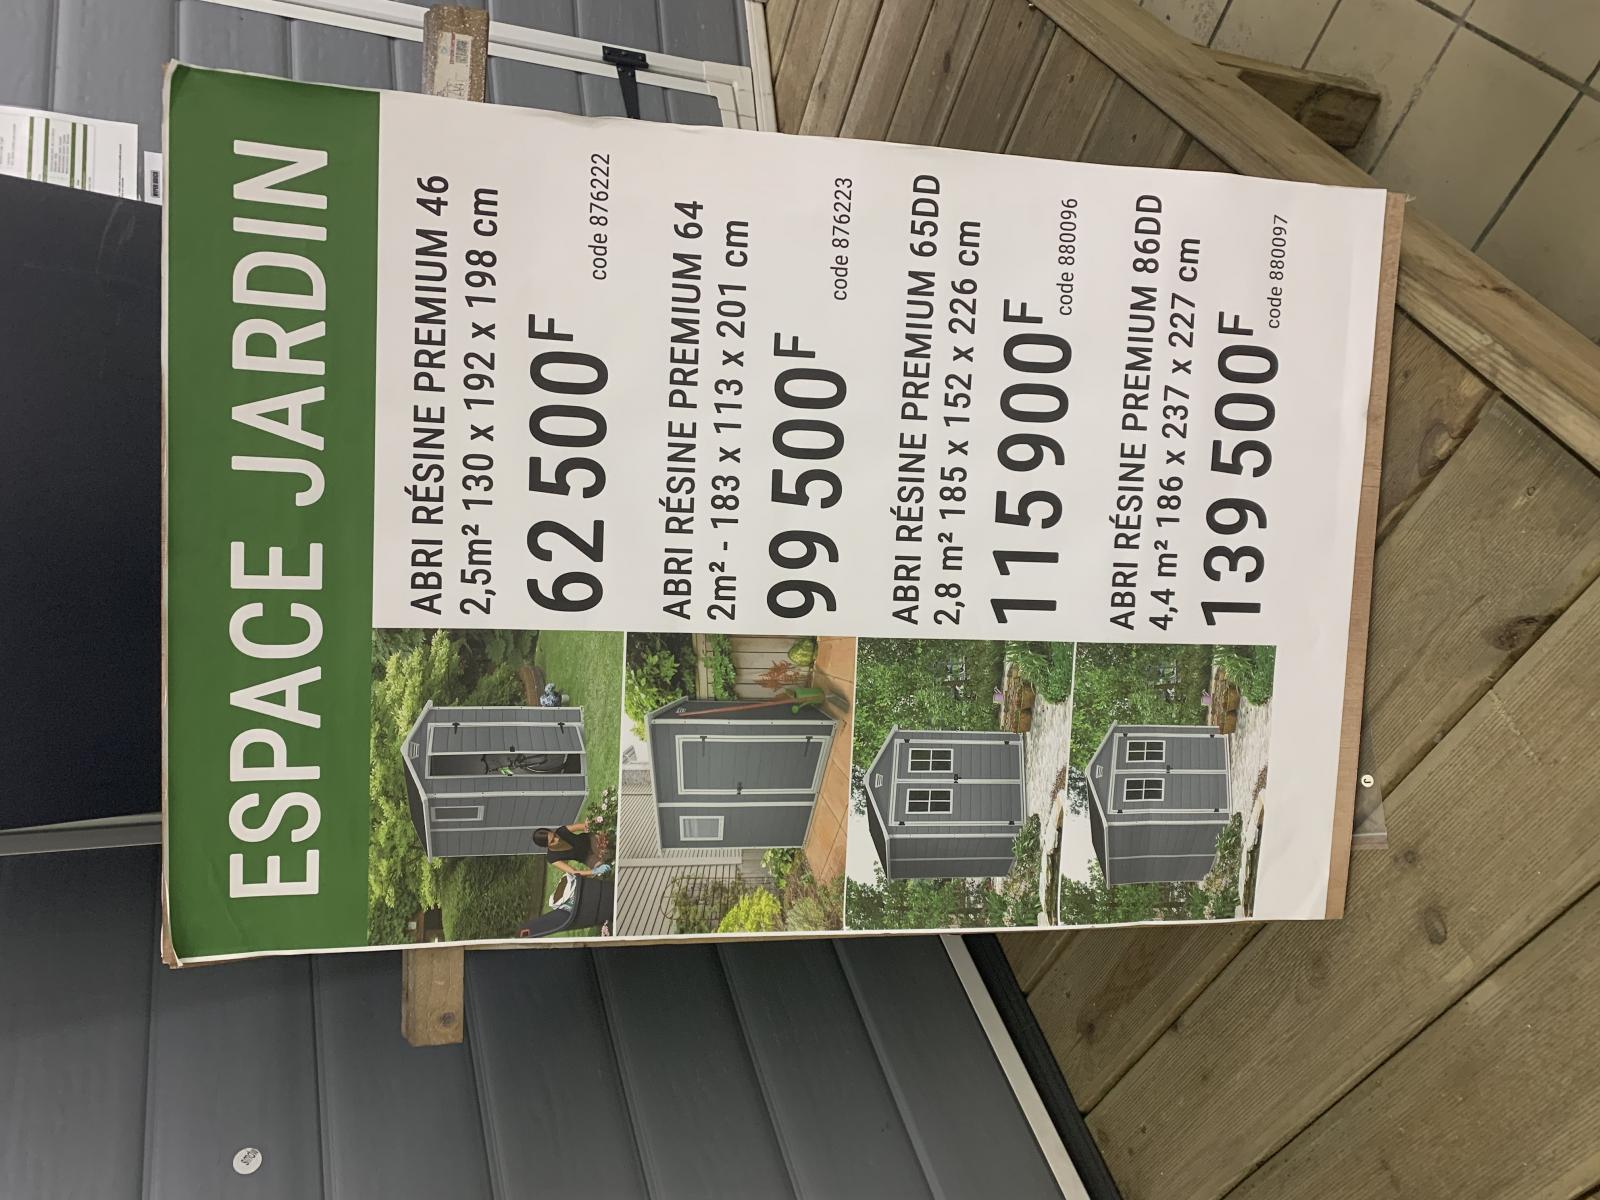 ESPACE JARDIN
ABRI RÉSINE PREMIUM 46
2,5m² 130 x 192 x 198 cm
62 500F
code 876222
ABRI RÉSINE PREMIUM 64
2m² - 183 x 113 x 201 cm
99 500F
code 876223
ABRI RÉSINE PREMIUM 65DD
2,8 m² 185 x 152 x 226 cm
115 900F
code 880096
ABRI RÉSINE PREMIUM 86DD
4,4 m² 186 x 237 x 227 cm
139 500F
code 880097